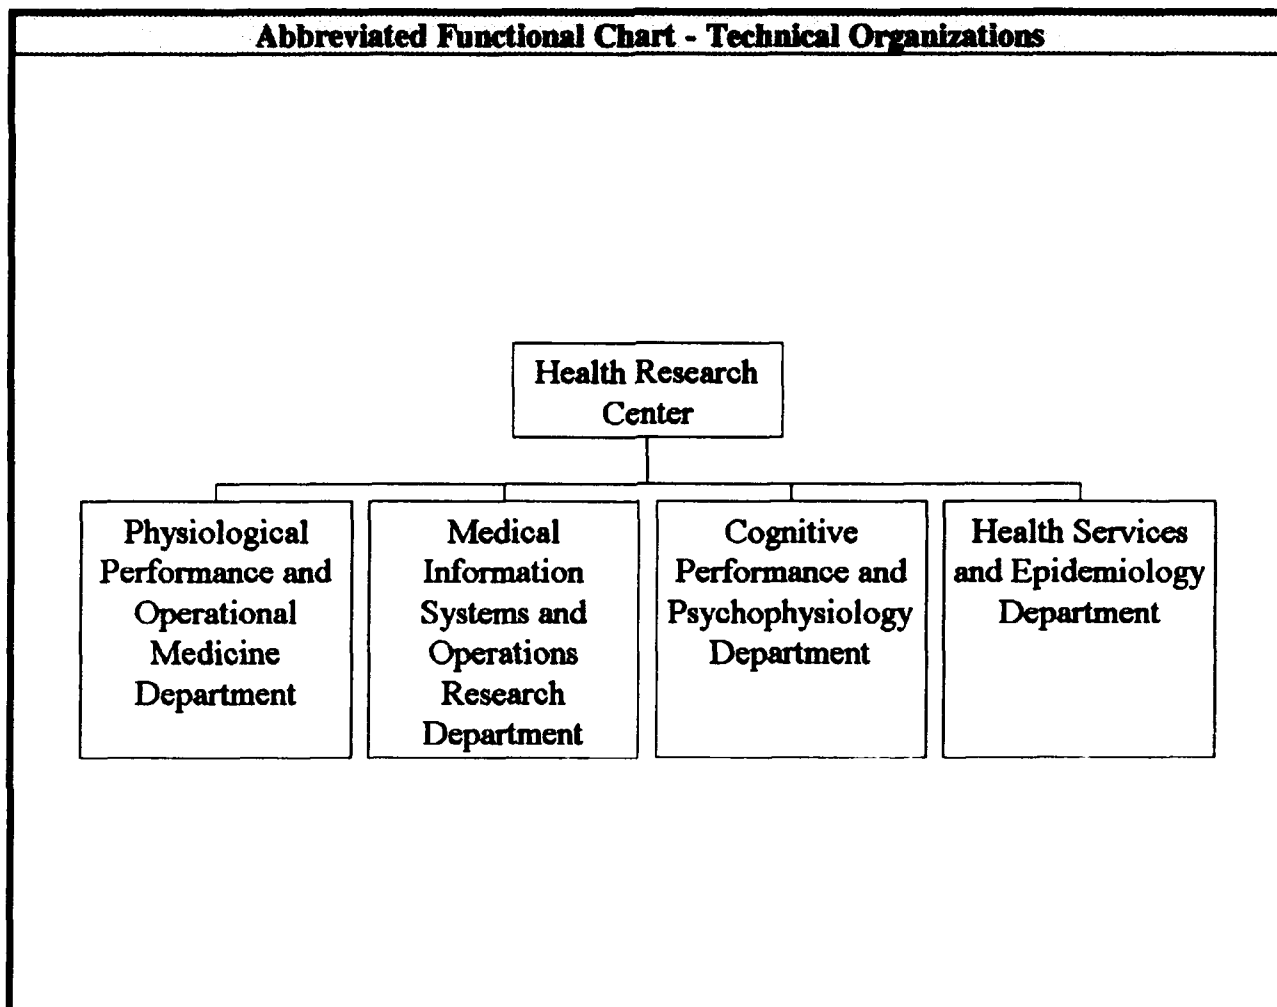 Abbreviated Functional Chart - Technical Organizations
Health Research
Center
Physiological
Performance and
Operational
Medicine
Department
Medical
Information
Systems and
Operations
Research
Department
Cognitive
Performance and
Psychophysiology
Department
Health Services
and Epidemiology
Department